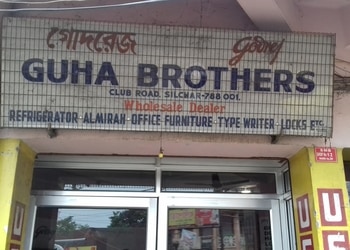 গোদরেজ Godrej
GUHA BROTHERS
CLUB ROAD, SILCHAR-788 001.
Wholesale Dealer
REFRIGERATOR-ALMIRAH-OFFICE FURNITURE-TYPE WRITER-LOCKS ETC
U
U